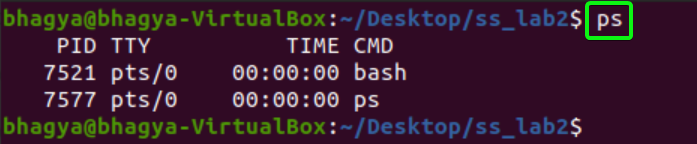 bhagya@bhagya-VirtualBox:~/Desktop/ss_lab2$ ps
PID TTY TIME CMD
7521 pts/0 00:00:00 bash
7577 pts/0 00:00:00 ps
bhagya@bhagya-VirtualBox:~/Desktop/ss_lab2$